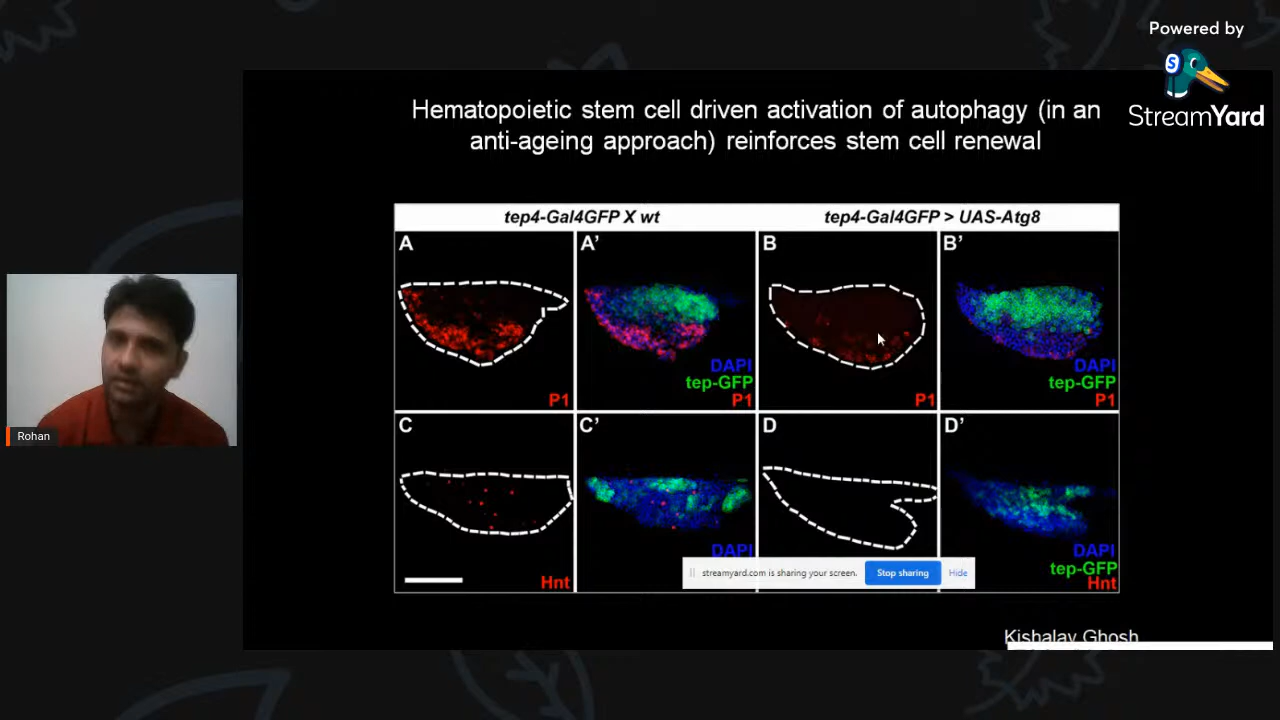 Powered by
S
StreamYard
Hematopoietic stem cell driven activation of autophagy (in an
anti-ageing approach) reinforces stem cell renewal
tep4-Gal4GFP X wt
tep4-Gal4GFP > UAS-Atg8
A
P1
A'
DAPI
tep-GFP
P1
B
P1
B'
DAPI
tep-GFP
P1
C
Hnt
C'
DAPI
D
D'
DAPI
tep-GFP
Hnt
streamyard.com is sharing your screen.
Stop sharing
Hide
Rohan
Kishalay Ghosh